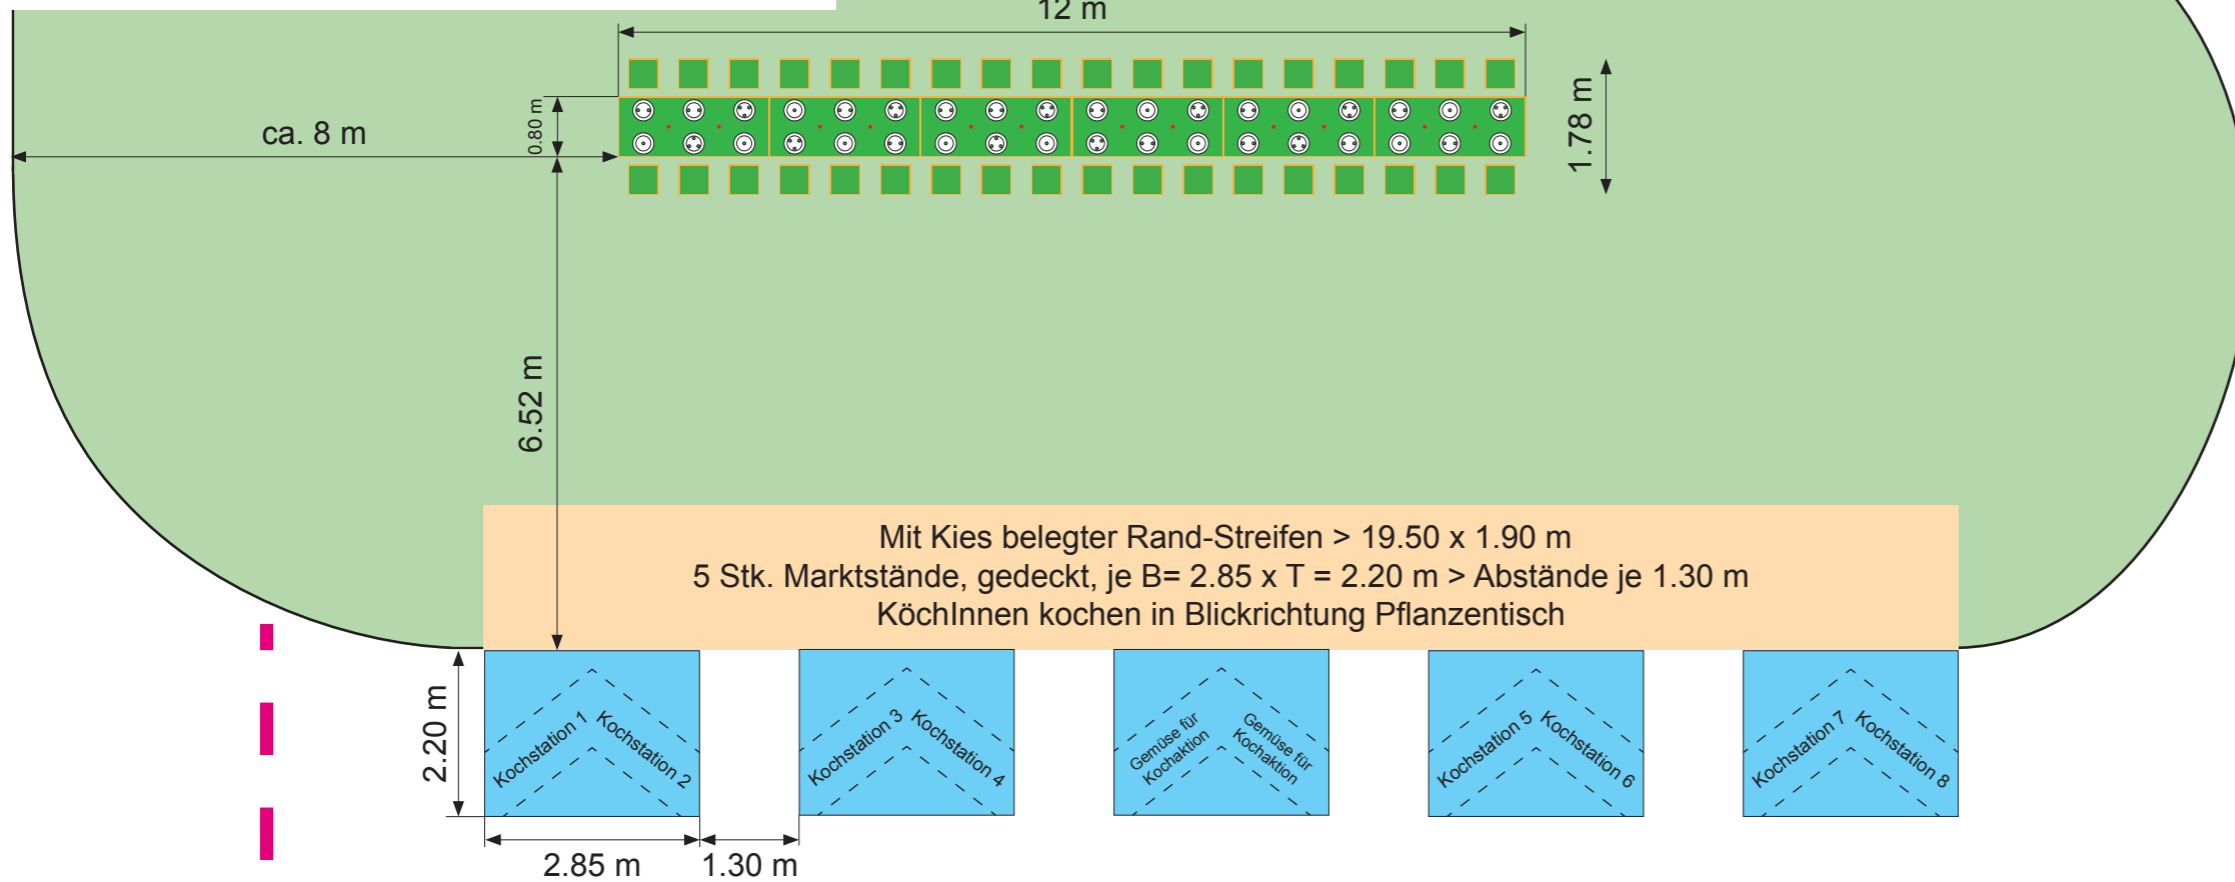 12 m
ca. 8 m
0.80 m
1.78 m
6.52 m
Mit Kies belegter Rand-Streifen > 19.50 x 1.90 m
5 Stk. Marktstände, gedeckt, je B= 2.85 x T = 2.20 m > Abstände je 1.30 m
KöchInnen kochen in Blickrichtung Pflanzentisch
2.20 m
Kochstation 1
Kochstation 2
Kochstation 3
Kochstation 4
Gemüse für
Kochaktion
Gemüse für
Kochaktion
Kochstation 5
Kochstation 6
Kochstation 7
Kochstation 8
2.85 m
1.30 m